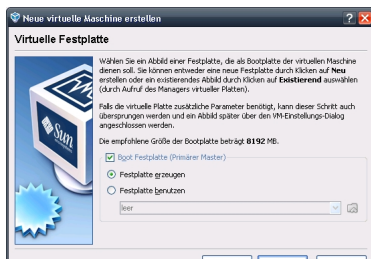 Neue virtuelle Maschine erstellen
Virtuelle Festplatte
Wählen Sie ein Abbild einer Festplatte, die als Bootplatte der virtuellen Maschine
dienen soll. Sie können entweder eine neue Festplatte durch Klicken auf Neu
erstellen oder ein existierendes Abbild durch Klicken auf Existierend auswählen
(durch Aufruf des Managers virtueller Platten).
Falls die virtuelle Platte zusätzliche Parameter benötigt, kann dieser Schritt auch
übersprungen werden und ein Abbild später über den VM-Einstellungs-Dialog
angeschlossen werden.
Die empfohlene Größe der Bootplatte beträgt 8192 MB.
Boot Festplatte (Primärer Master)
Festplatte erzeugen
Festplatte benutzen
leer
Sun